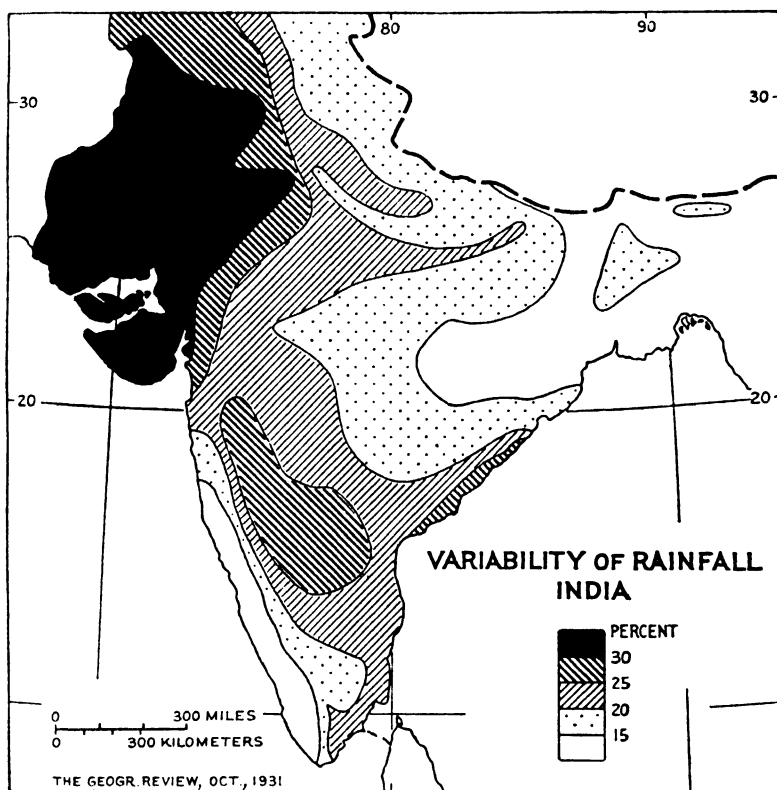 80 90
30 30
20 20
VARIABILITY OF RAINFALL
INDIA
PERCENT
30
25
20
15
0 300 MILES
0 300 KILOMETERS
THE GEOGR. REVIEW, OCT., 1931